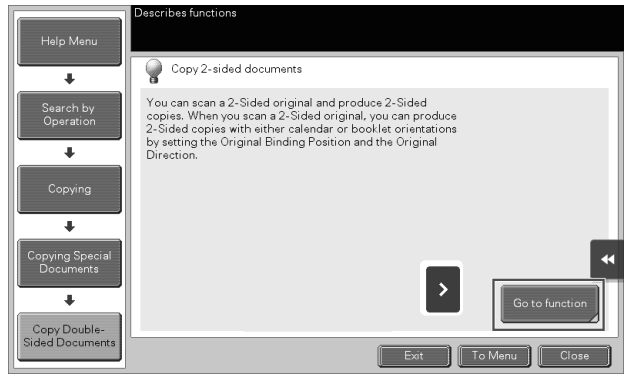 Describes functions
Help Menu
Search by
Operation
Copying
Copying Special
Documents
Copy Double-
Sided Documents
Copy 2-sided documents
You can scan a 2-Sided original and produce 2-Sided
copies. When you scan a 2-Sided original, you can produce
2-Sided copies with either calendar or booklet orientations
by setting the Original Binding Position and the Original
Direction.
Go to function
Exit
To Menu
Close